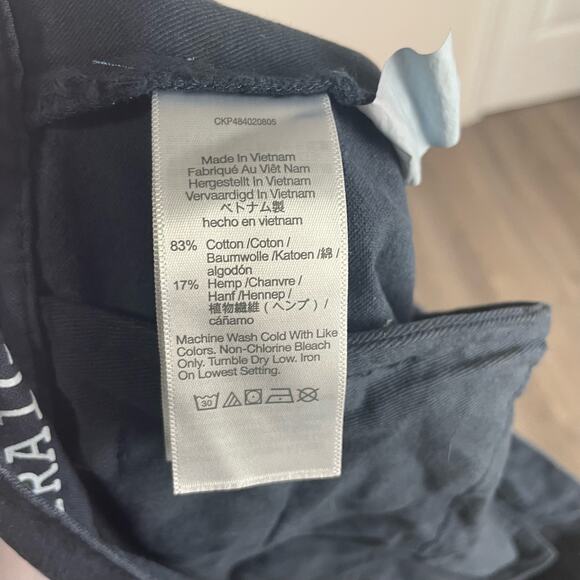 CKP484020805
Made In Vietnam
Fabriqué Au Viêt Nam
Hergestellt In Vietnam
Vervaardigd In Vietnam
ベトナム製
hecho en vietnam
83% Cotton /Coton /
Baumwolle /Katoen /綿 /
algodón
17% Hemp /Chanvre /
Hanf /Hennep /
植物繊維 ( ヘンプ ) /
cáñamo
Machine Wash Cold With Like
Colors. Non-Chlorine Bleach
Only. Tumble Dry Low. Iron
On Lowest Setting.
30